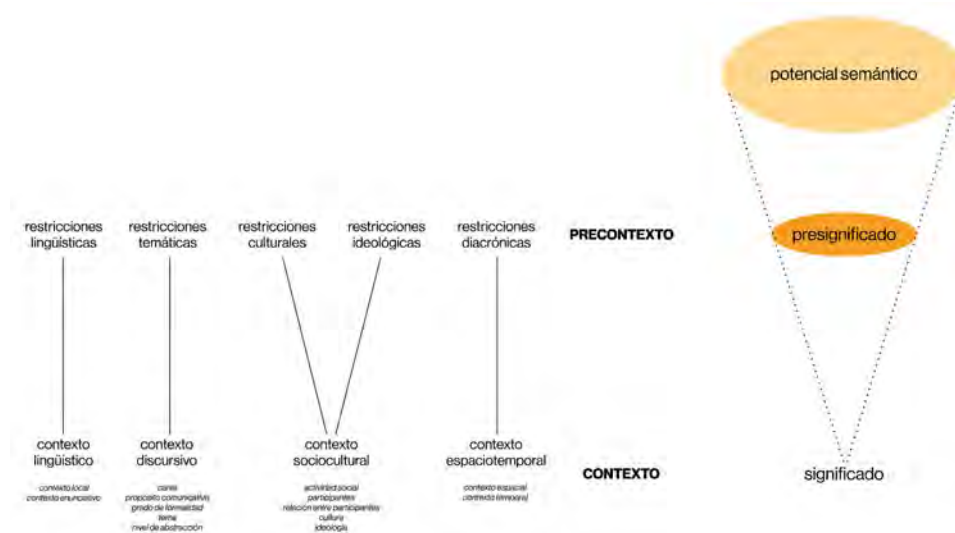 potencial semántico
restricciones lingüísticas
restricciones temáticas
restricciones culturales
restricciones ideológicas
restricciones diacrónicas
PRECONTEXTO
presignificado
contexto lingüístico
contexto discursivo
contexto sociocultural
contexto espaciotemporal
CONTEXTO
significado
contexto local
contexto enunciativo
propósito comunicativo
grado de formalidad
tema
nivel de abstracción
actividad social
participantes
relación entre participantes
cultura
ideología
contexto espacial
contexto temporal